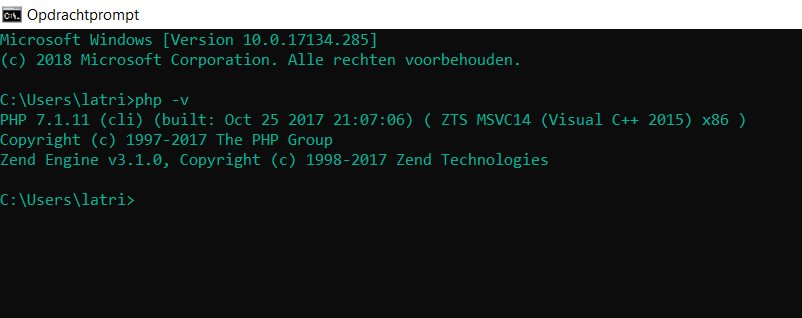 Opdrachtprompt
Microsoft Windows [Version 10.0.17134.285]
(c) 2018 Microsoft Corporation. Alle rechten voorbehouden.
C:\Users\latri>php -v
PHP 7.1.11 (cli) (built: Oct 25 2017 21:07:06) ( ZTS MSVC14 (Visual C++ 2015) x86 )
Copyright (c) 1997-2017 The PHP Group
Zend Engine v3.1.0, Copyright (c) 1998-2017 Zend Technologies
C:\Users\latri>